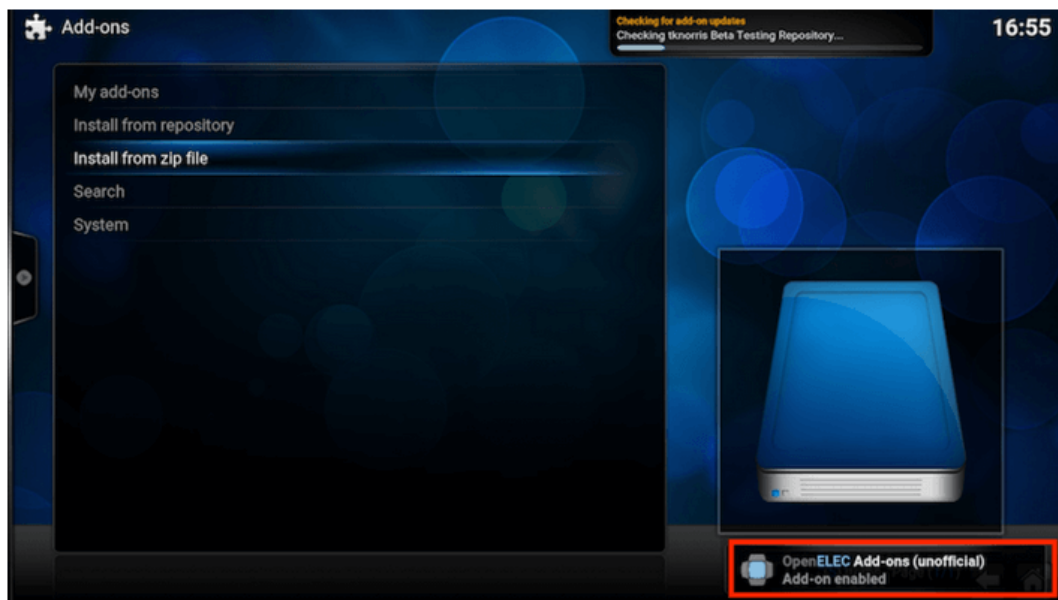 Add-ons
Checking for add-on updates
Checking tknorris Beta Testing Repository...
16:55
My add-ons
Install from repository
Install from zip file
Search
System
OpenELEC Add-ons (unofficial)
Add-on enabled